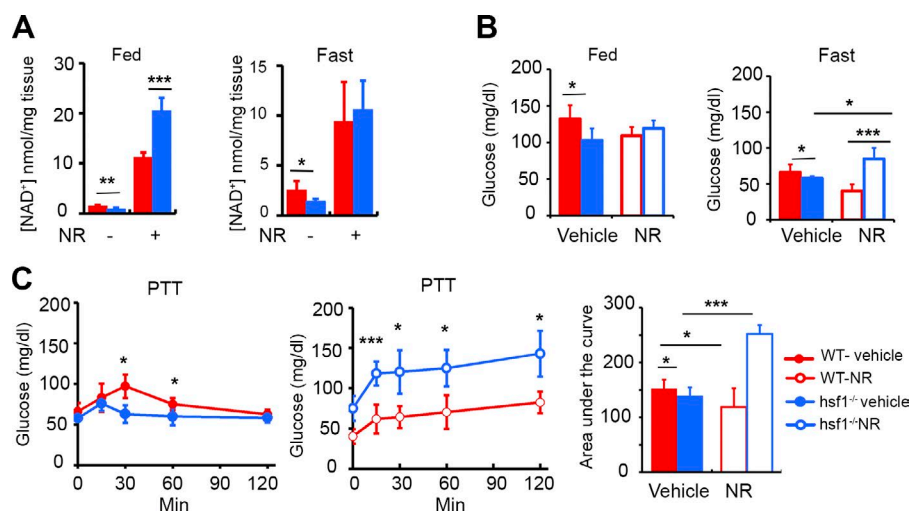 A
Fed
[NAD+] nmol/mg tissue
30
20
10
0
**
***
NR - +
Fast
[NAD+] nmol/mg tissue
15
10
5
0
*
NR - +
B
Fed
Glucose (mg/dl)
200
150
100
50
0
*
Vehicle NR
Fast
Glucose (mg/dl)
200
150
100
50
0
*
*
***
Vehicle NR
C
PTT
Glucose (mg/dl)
200
150
100
50
0
*
*
0 30 60 90 120
Min
PTT
Glucose (mg/dl)
200
150
100
50
0
***
*
*
*
0 30 60 90 120
Min
Area under the curve
300
150
0
***
*
*
Vehicle NR
WT- vehicle
WT-NR
hsf1-/- vehicle
hsf1-/-NR